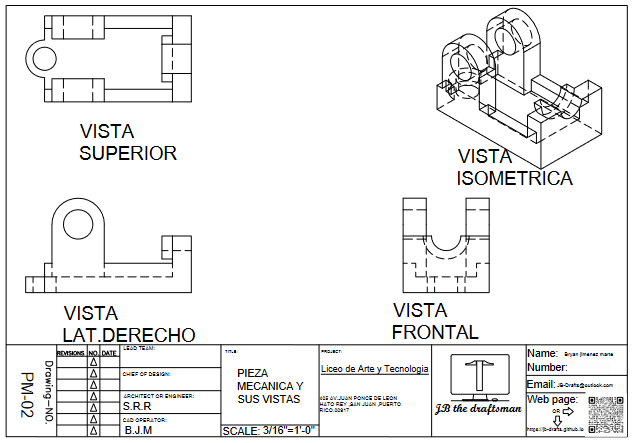 VISTA
SUPERIOR
VISTA
ISOMETRICA
VISTA
LAT.DERECHO
VISTA
FRONTAL
Drawing-No.
PM-02
REVISIONS NO. DATE
LEAD TEAM:
CHIEF OF DESIGN:
ARCHITECT OR ENGINEER:
S.R.R
CAD OPERATOR:
B.J.M
TITLE:
PIEZA
MECANICA Y
SUS VISTAS
SCALE: 3/16"=1'-0"
PROJECT:
Liceo de Arte y Tecnologia
405 AV.JUAN PONCE DE LEON
HATO REY ,SAN JUAN ,PUERTO
RICO.00917
JB the draftsman
Name: Bryan jimenez marte
Number:
Email: JB-Drafts@outlook.com
Web page:
OR
https://jb-drafts.github.io